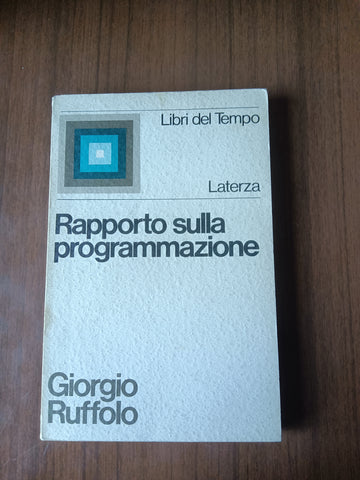 Libri del Tempo
Laterza
Rapporto sulla
programmazione
Giorgio
Ruffolo